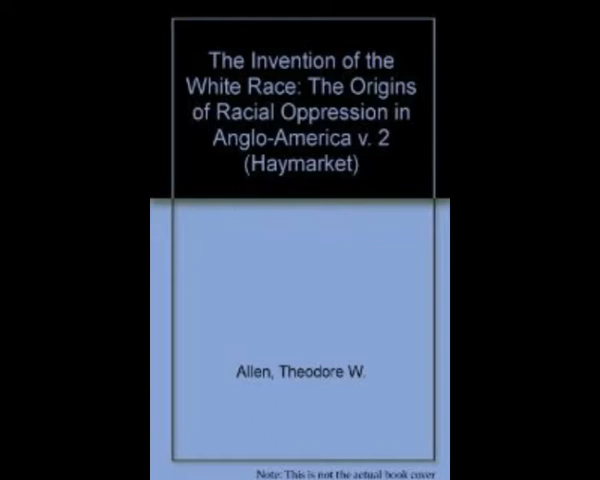 The Invention of the
White Race: The Origins
of Racial Oppression in
Anglo-America v. 2
(Haymarket)
Allen, Theodore W.
Note: This is not the actual book cover